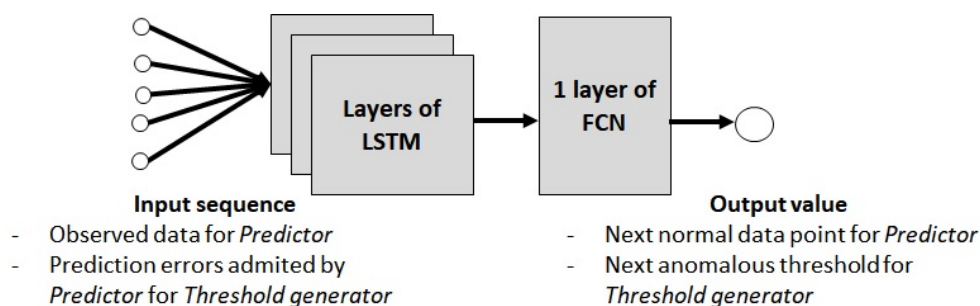 Layers of
LSTM
1 layer of
FCN
Input sequence
- Observed data for Predictor
- Prediction errors admited by
Predictor for Threshold generator
Output value
- Next normal data point for Predictor
- Next anomalous threshold for
Threshold generator